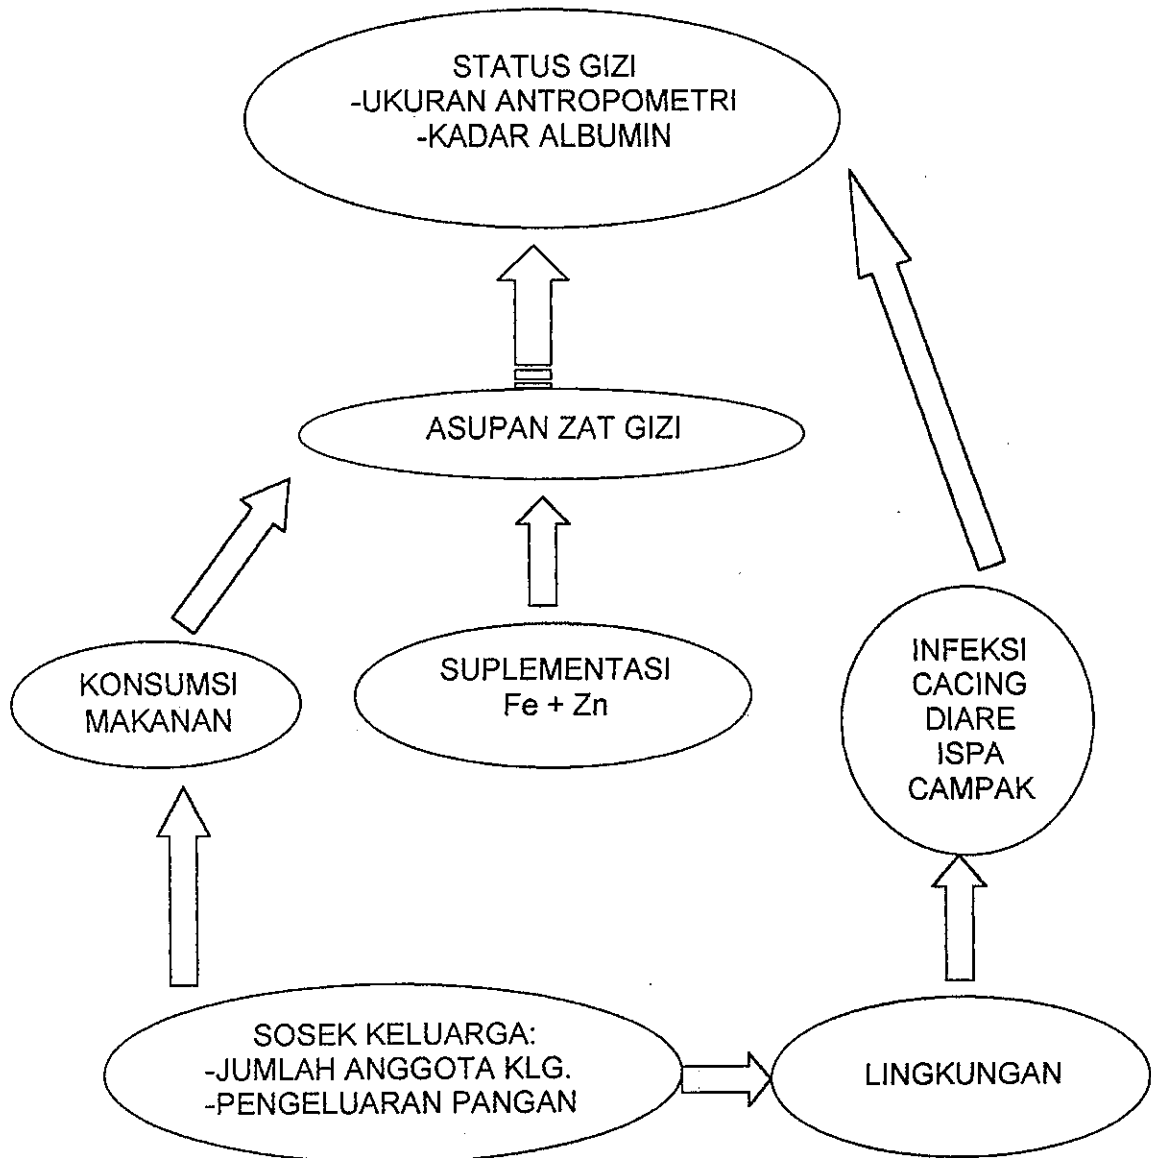 STATUS GIZI
-UKURAN ANTROPOMETRI
-KADAR ALBUMIN
ASUPAN ZAT GIZI
KONSUMSI
MAKANAN
SUPLEMENTASI
Fe + Zn
INFEKSI
CACING
DIARE
ISPA
CAMPAK
SOSEK KELUARGA:
-JUMLAH ANGGOTA KLG.
-PENGELUARAN PANGAN
LINGKUNGAN